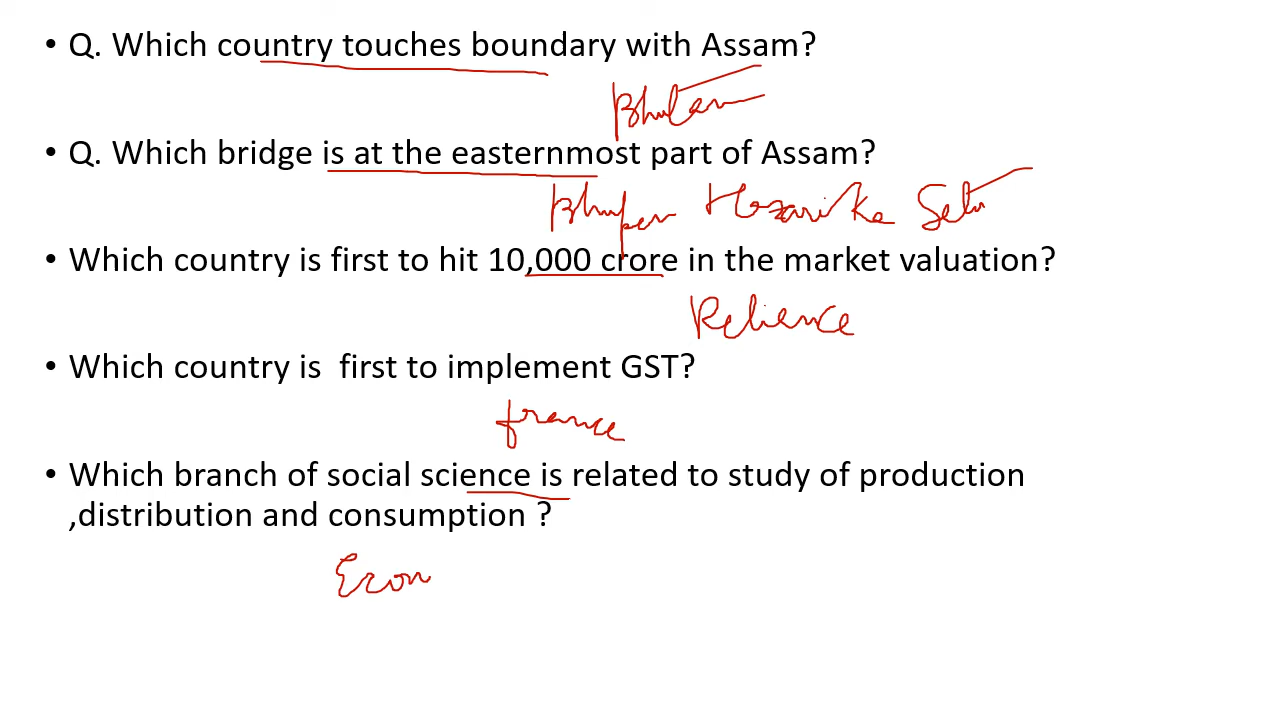 • Q. Which country touches boundary with Assam?
Bhutan
• Q. Which bridge is at the easternmost part of Assam?
Bhupen Hazarika Setu
• Which country is first to hit 10,000 crore in the market valuation?
Relience
• Which country is  first to implement GST?
france
• Which branch of social science is related to study of production
,distribution and consumption ?
Econ